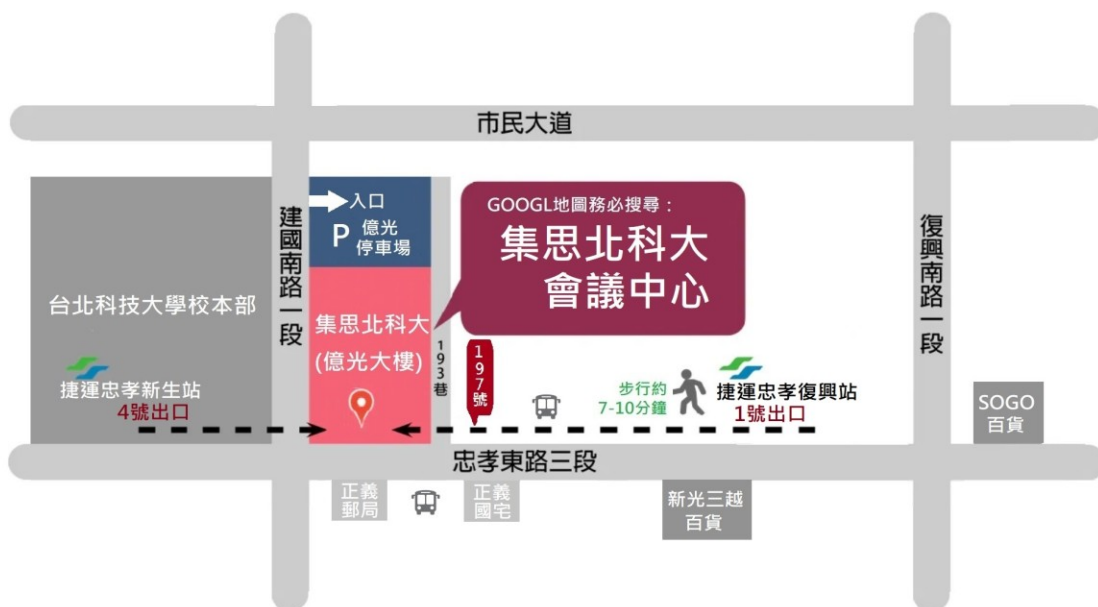 市民大道
建國南路一段
復興南路一段
入口
P 億光
停車場
GOOGL地圖務必搜尋：
集思北科大
會議中心
台北科技大學校本部
集思北科大
(億光大樓)
193巷
197號
捷運忠孝新生站
4號出口
步行約
7-10分鐘
捷運忠孝復興站
1號出口
SOGO
百貨
忠孝東路三段
正義
郵局
正義
國宅
新光三越
百貨